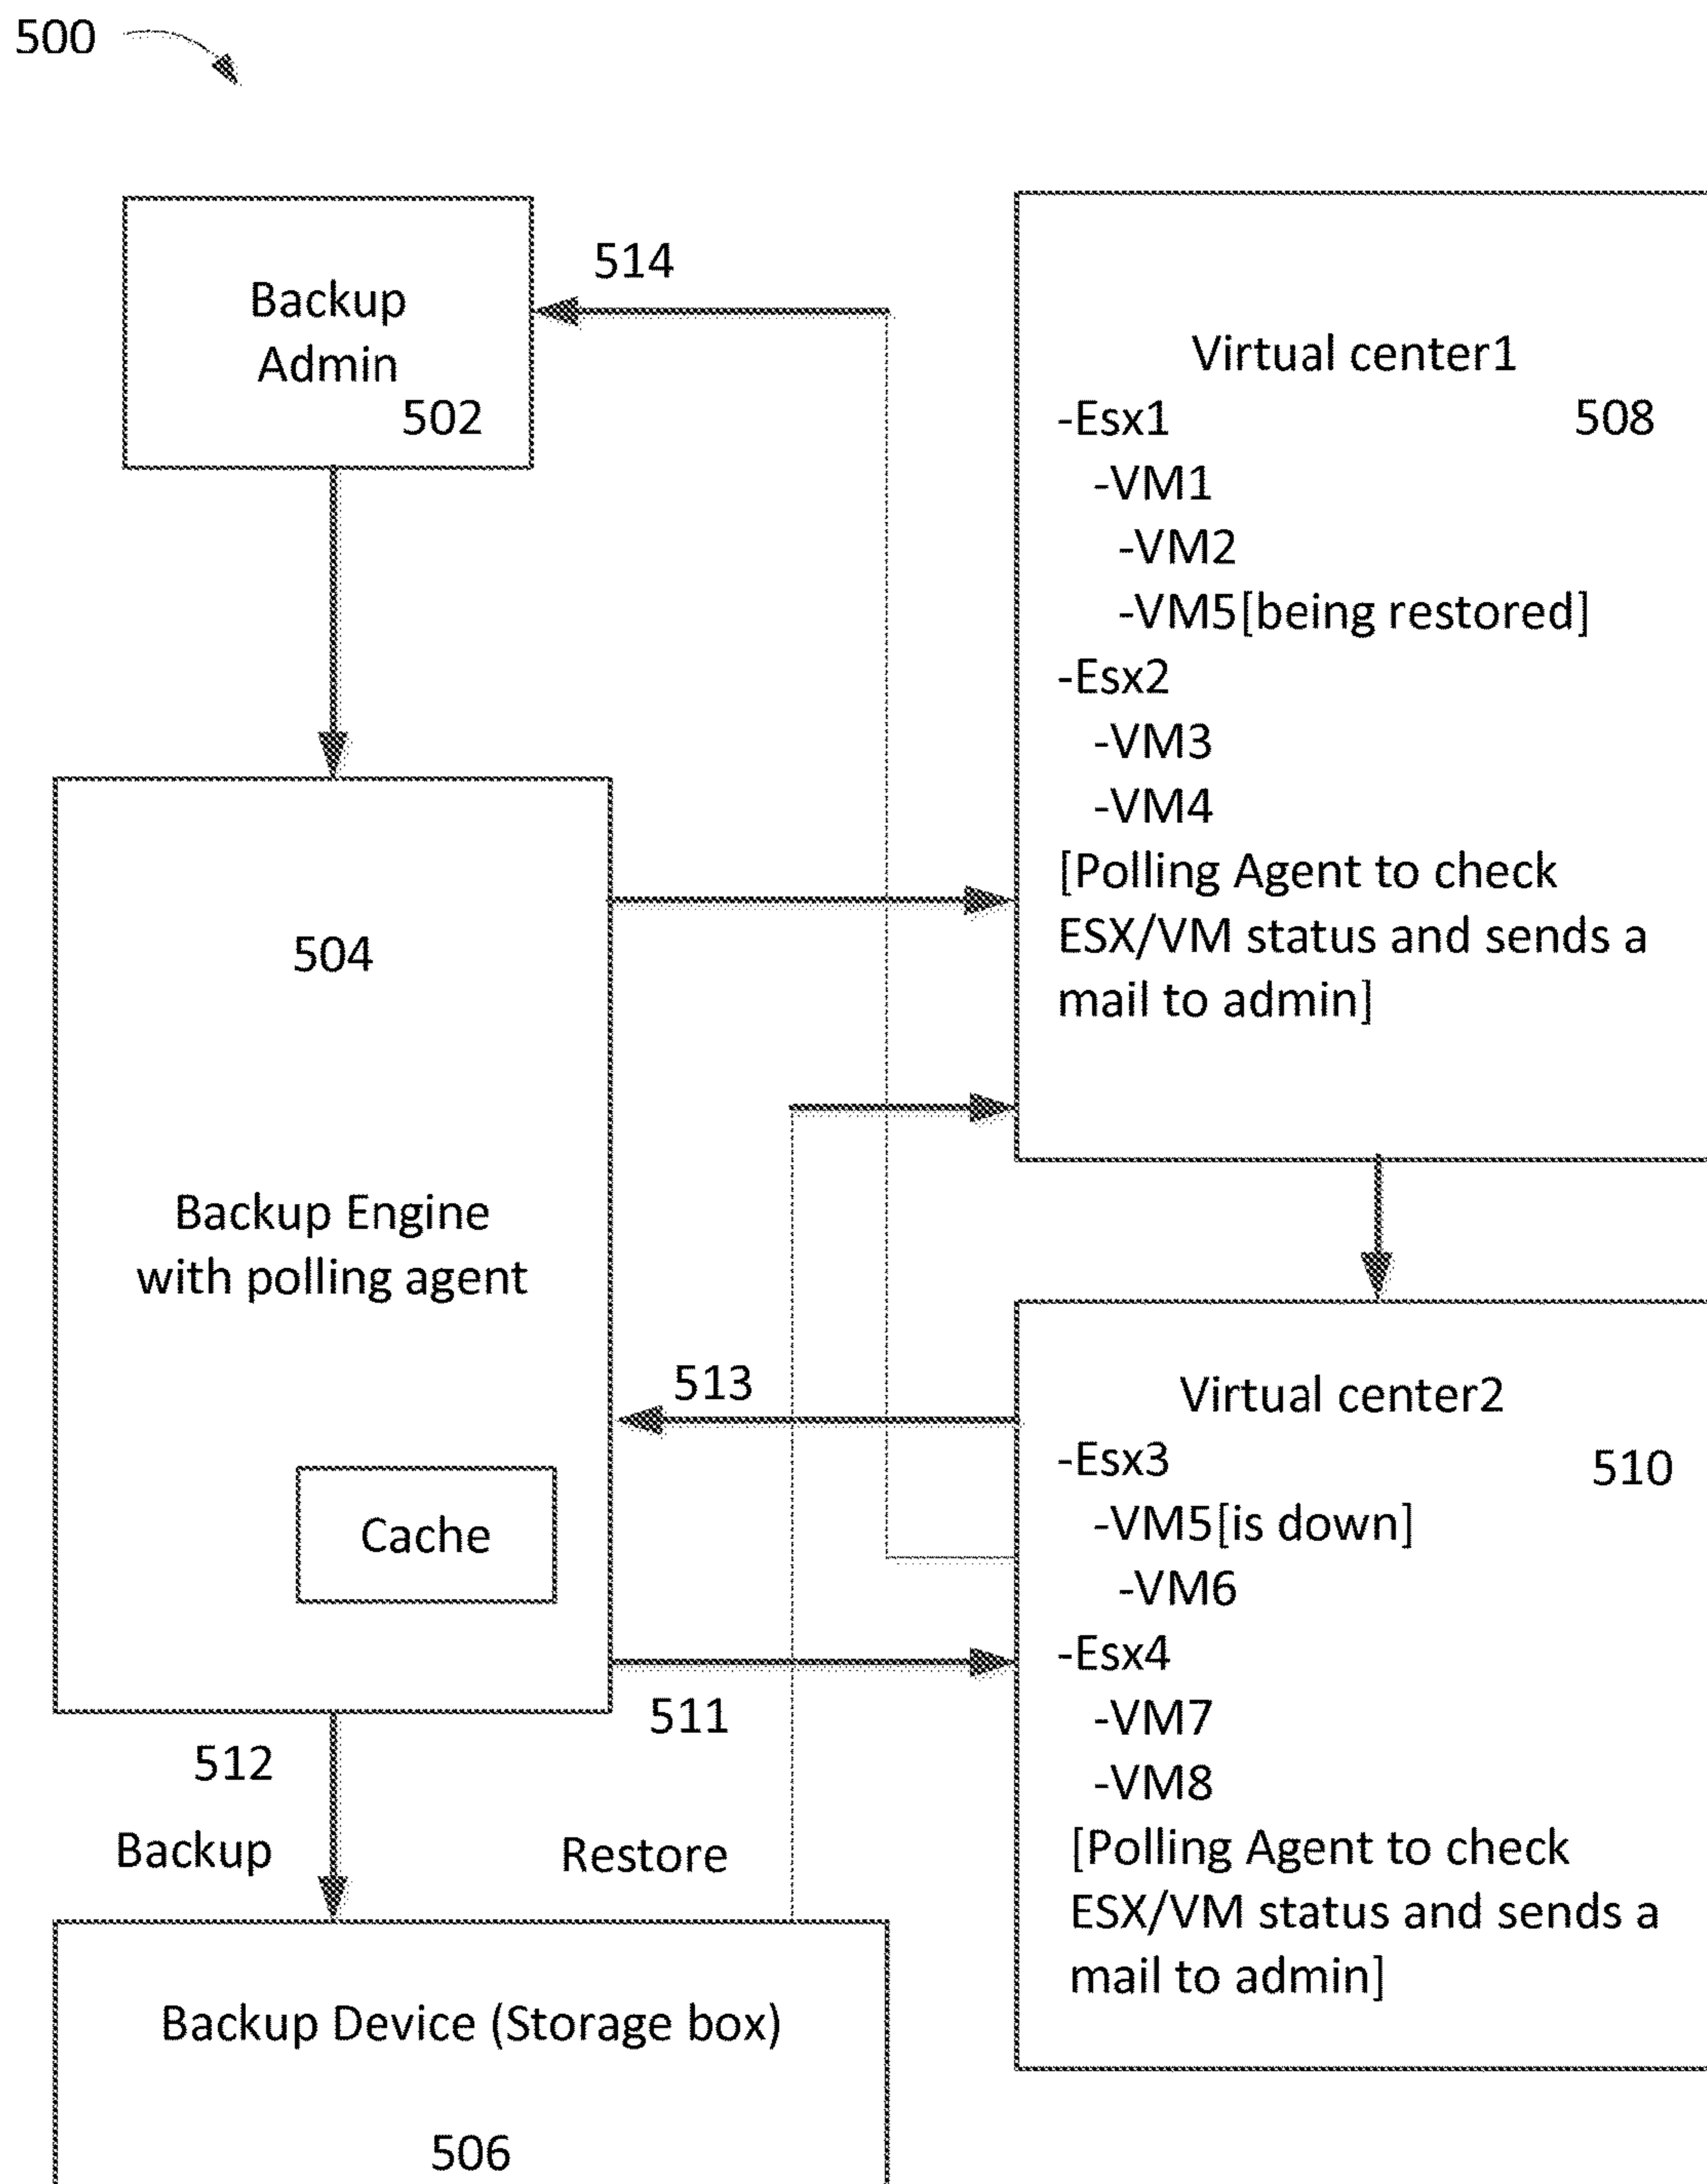 500
Backup
Admin
502
514
Virtual center1
508
-Esx1
-VM1
-VM2
-VM5[being restored]
-Esx2
-VM3
-VM4
[Polling Agent to check
ESX/VM status and sends a
mail to admin]
504
Backup Engine
with polling agent
Cache
513
511
Virtual center2
510
-Esx3
-VM5[is down]
-VM6
-Esx4
-VM7
-VM8
[Polling Agent to check
ESX/VM status and sends a
mail to admin]
512
Backup
Restore
Backup Device (Storage box)
506